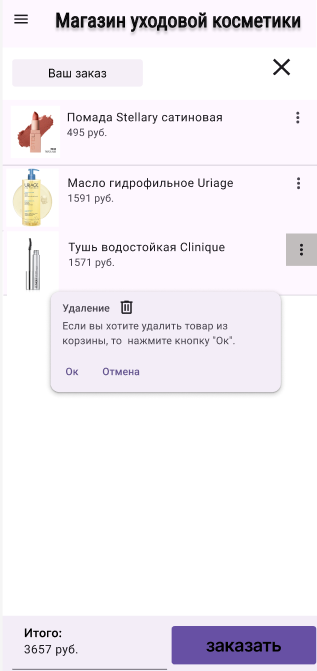 Магазин уходовой косметики
Ваш заказ
Помада Stellary сатиновая
495 руб.
Масло гидрофильное Uriage
1591 руб.
URIAGE
Тушь водостойкая Clinique
1571 руб.
Удаление
Если вы хотите удалить товар из
корзины, то нажмите кнопку "Ок".
Ок Отмена
Итого:
3657 руб.
заказать